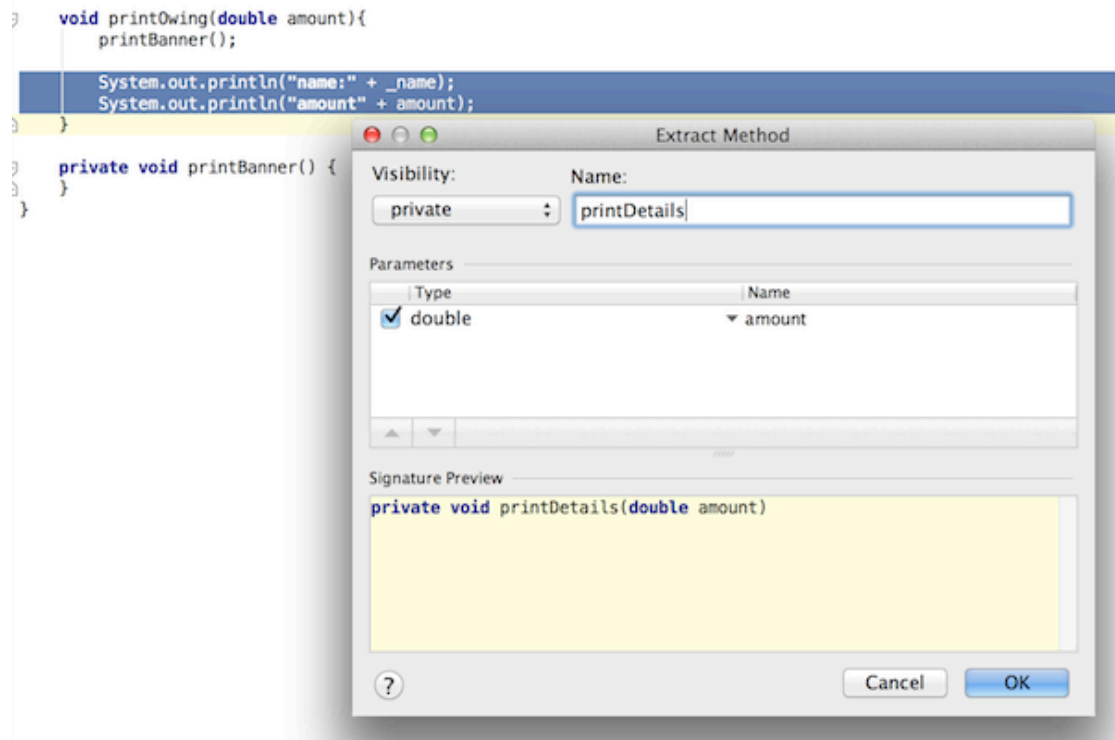 void printOwing(double amount){
printBanner();
System.out.println("name:" + _name);
System.out.println("amount" + amount);
}
private void printBanner() {
}
}
Extract Method
Visibility:
Name:
private
printDetails
Parameters
Type
Name
double
amount
Signature Preview
private void printDetails(double amount)
?
Cancel
OK